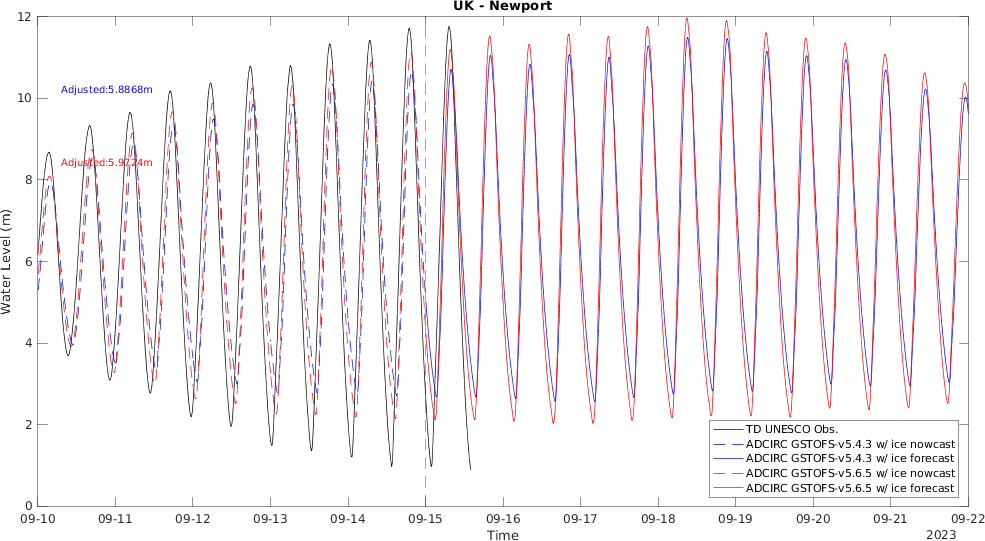 UK - Newport
12
10
8
6
4
2
0
Water Level (m)
Adjusted:5.8868m
Adjusted:5.9724m
TD UNESCO Obs.
ADCIRC GSTOFS-v5.4.3 w/ ice nowcast
ADCIRC GSTOFS-v5.4.3 w/ ice forecast
ADCIRC GSTOFS-v5.6.5 w/ ice nowcast
ADCIRC GSTOFS-v5.6.5 w/ ice forecast
09-10 09-11 09-12 09-13 09-14 09-15 09-16 09-17 09-18 09-19 09-20 09-21 09-22
Time
2023